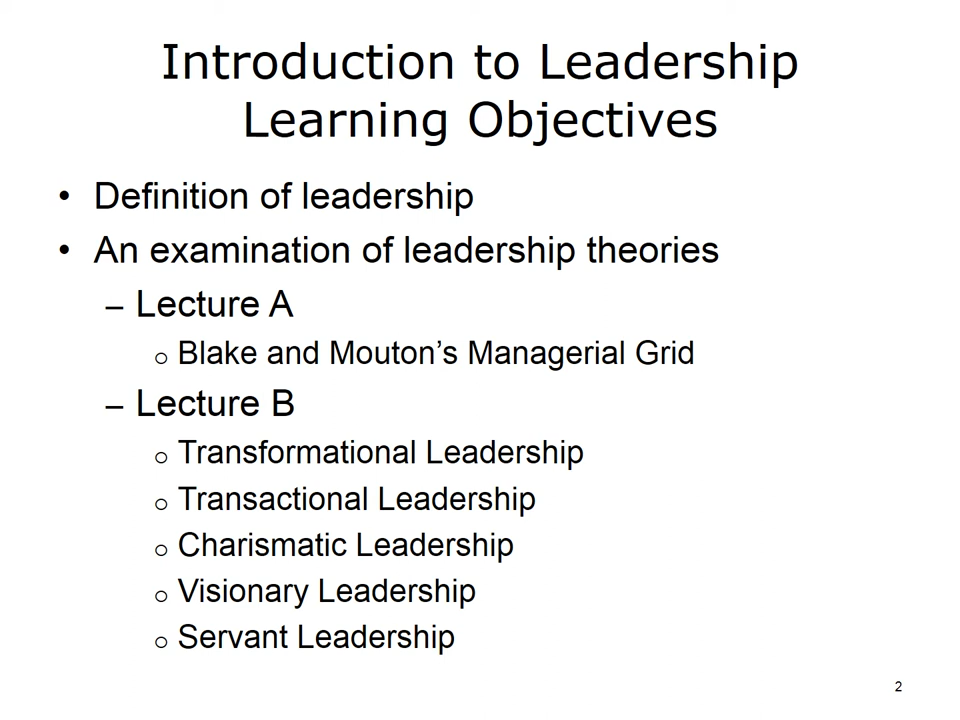 Introduction to Leadership
Learning Objectives
• Definition of leadership
• An examination of leadership theories
– Lecture A
o Blake and Mouton’s Managerial Grid
– Lecture B
o Transformational Leadership
o Transactional Leadership
o Charismatic Leadership
o Visionary Leadership
o Servant Leadership
2